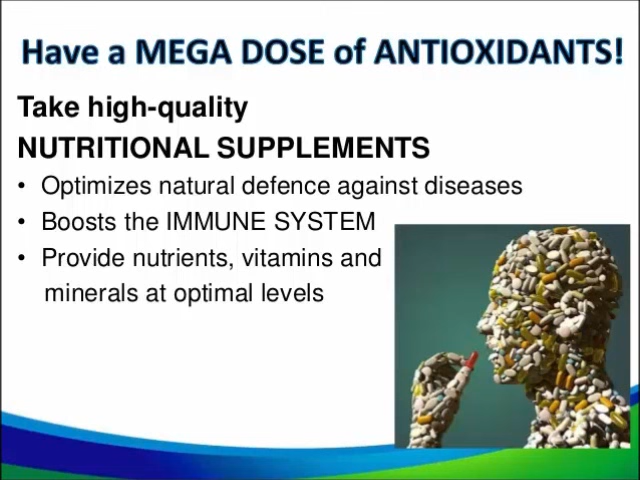 Have a MEGA DOSE of ANTIOXIDANTS!
Take high-quality
NUTRITIONAL SUPPLEMENTS
• Optimizes natural defence against diseases
• Boosts the IMMUNE SYSTEM
• Provide nutrients, vitamins and
minerals at optimal levels